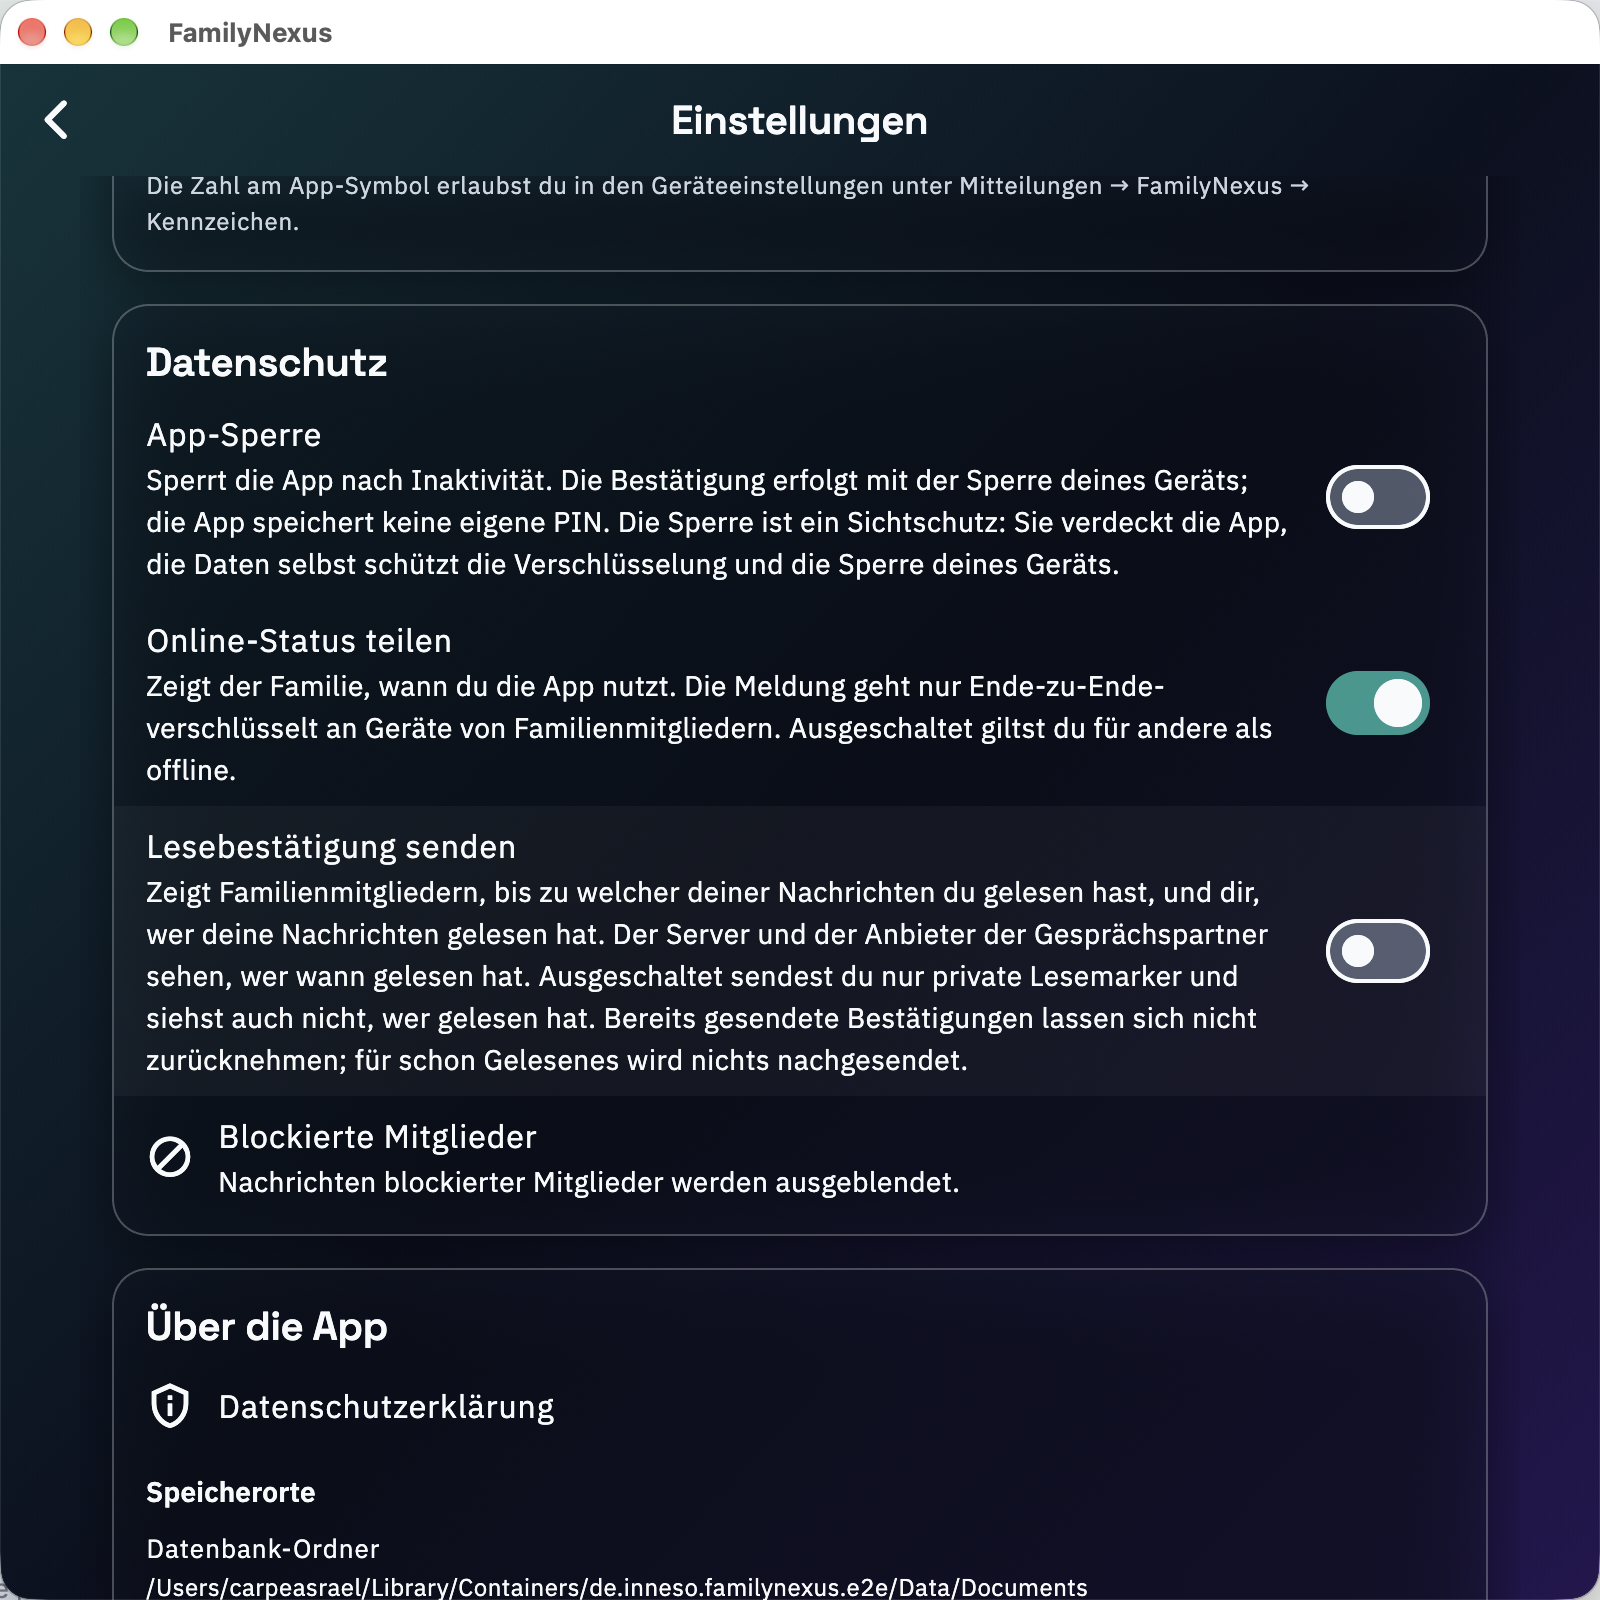 FamilyNexus
Einstellungen
Die Zahl am App-Symbol erlaubst du in den Geräteeinstellungen unter Mitteilungen → FamilyNexus →
Kennzeichen.
Datenschutz
App-Sperre
Sperrt die App nach Inaktivität. Die Bestätigung erfolgt mit der Sperre deines Geräts;
die App speichert keine eigene PIN. Die Sperre ist ein Sichtschutz: Sie verdeckt die App,
die Daten selbst schützt die Verschlüsselung und die Sperre deines Geräts.
Online-Status teilen
Zeigt der Familie, wann du die App nutzt. Die Meldung geht nur Ende-zu-Ende-
verschlüsselt an Geräte von Familienmitgliedern. Ausgeschaltet giltst du für andere als
offline.
Lesebestätigung senden
Zeigt Familienmitgliedern, bis zu welcher deiner Nachrichten du gelesen hast, und dir,
wer deine Nachrichten gelesen hat. Der Server und der Anbieter der Gesprächspartner
sehen, wer wann gelesen hat. Ausgeschaltet sendest du nur private Lesemarker und
siehst auch nicht, wer gelesen hat. Bereits gesendete Bestätigungen lassen sich nicht
zurücknehmen; für schon Gelesenes wird nichts nachgesendet.
Blockierte Mitglieder
Nachrichten blockierter Mitglieder werden ausgeblendet.
Über die App
Datenschutzerklärung
Speicherorte
Datenbank-Ordner
/Users/carpeasrael/Library/Containers/de.inneso.familynexus.e2e/Data/Documents